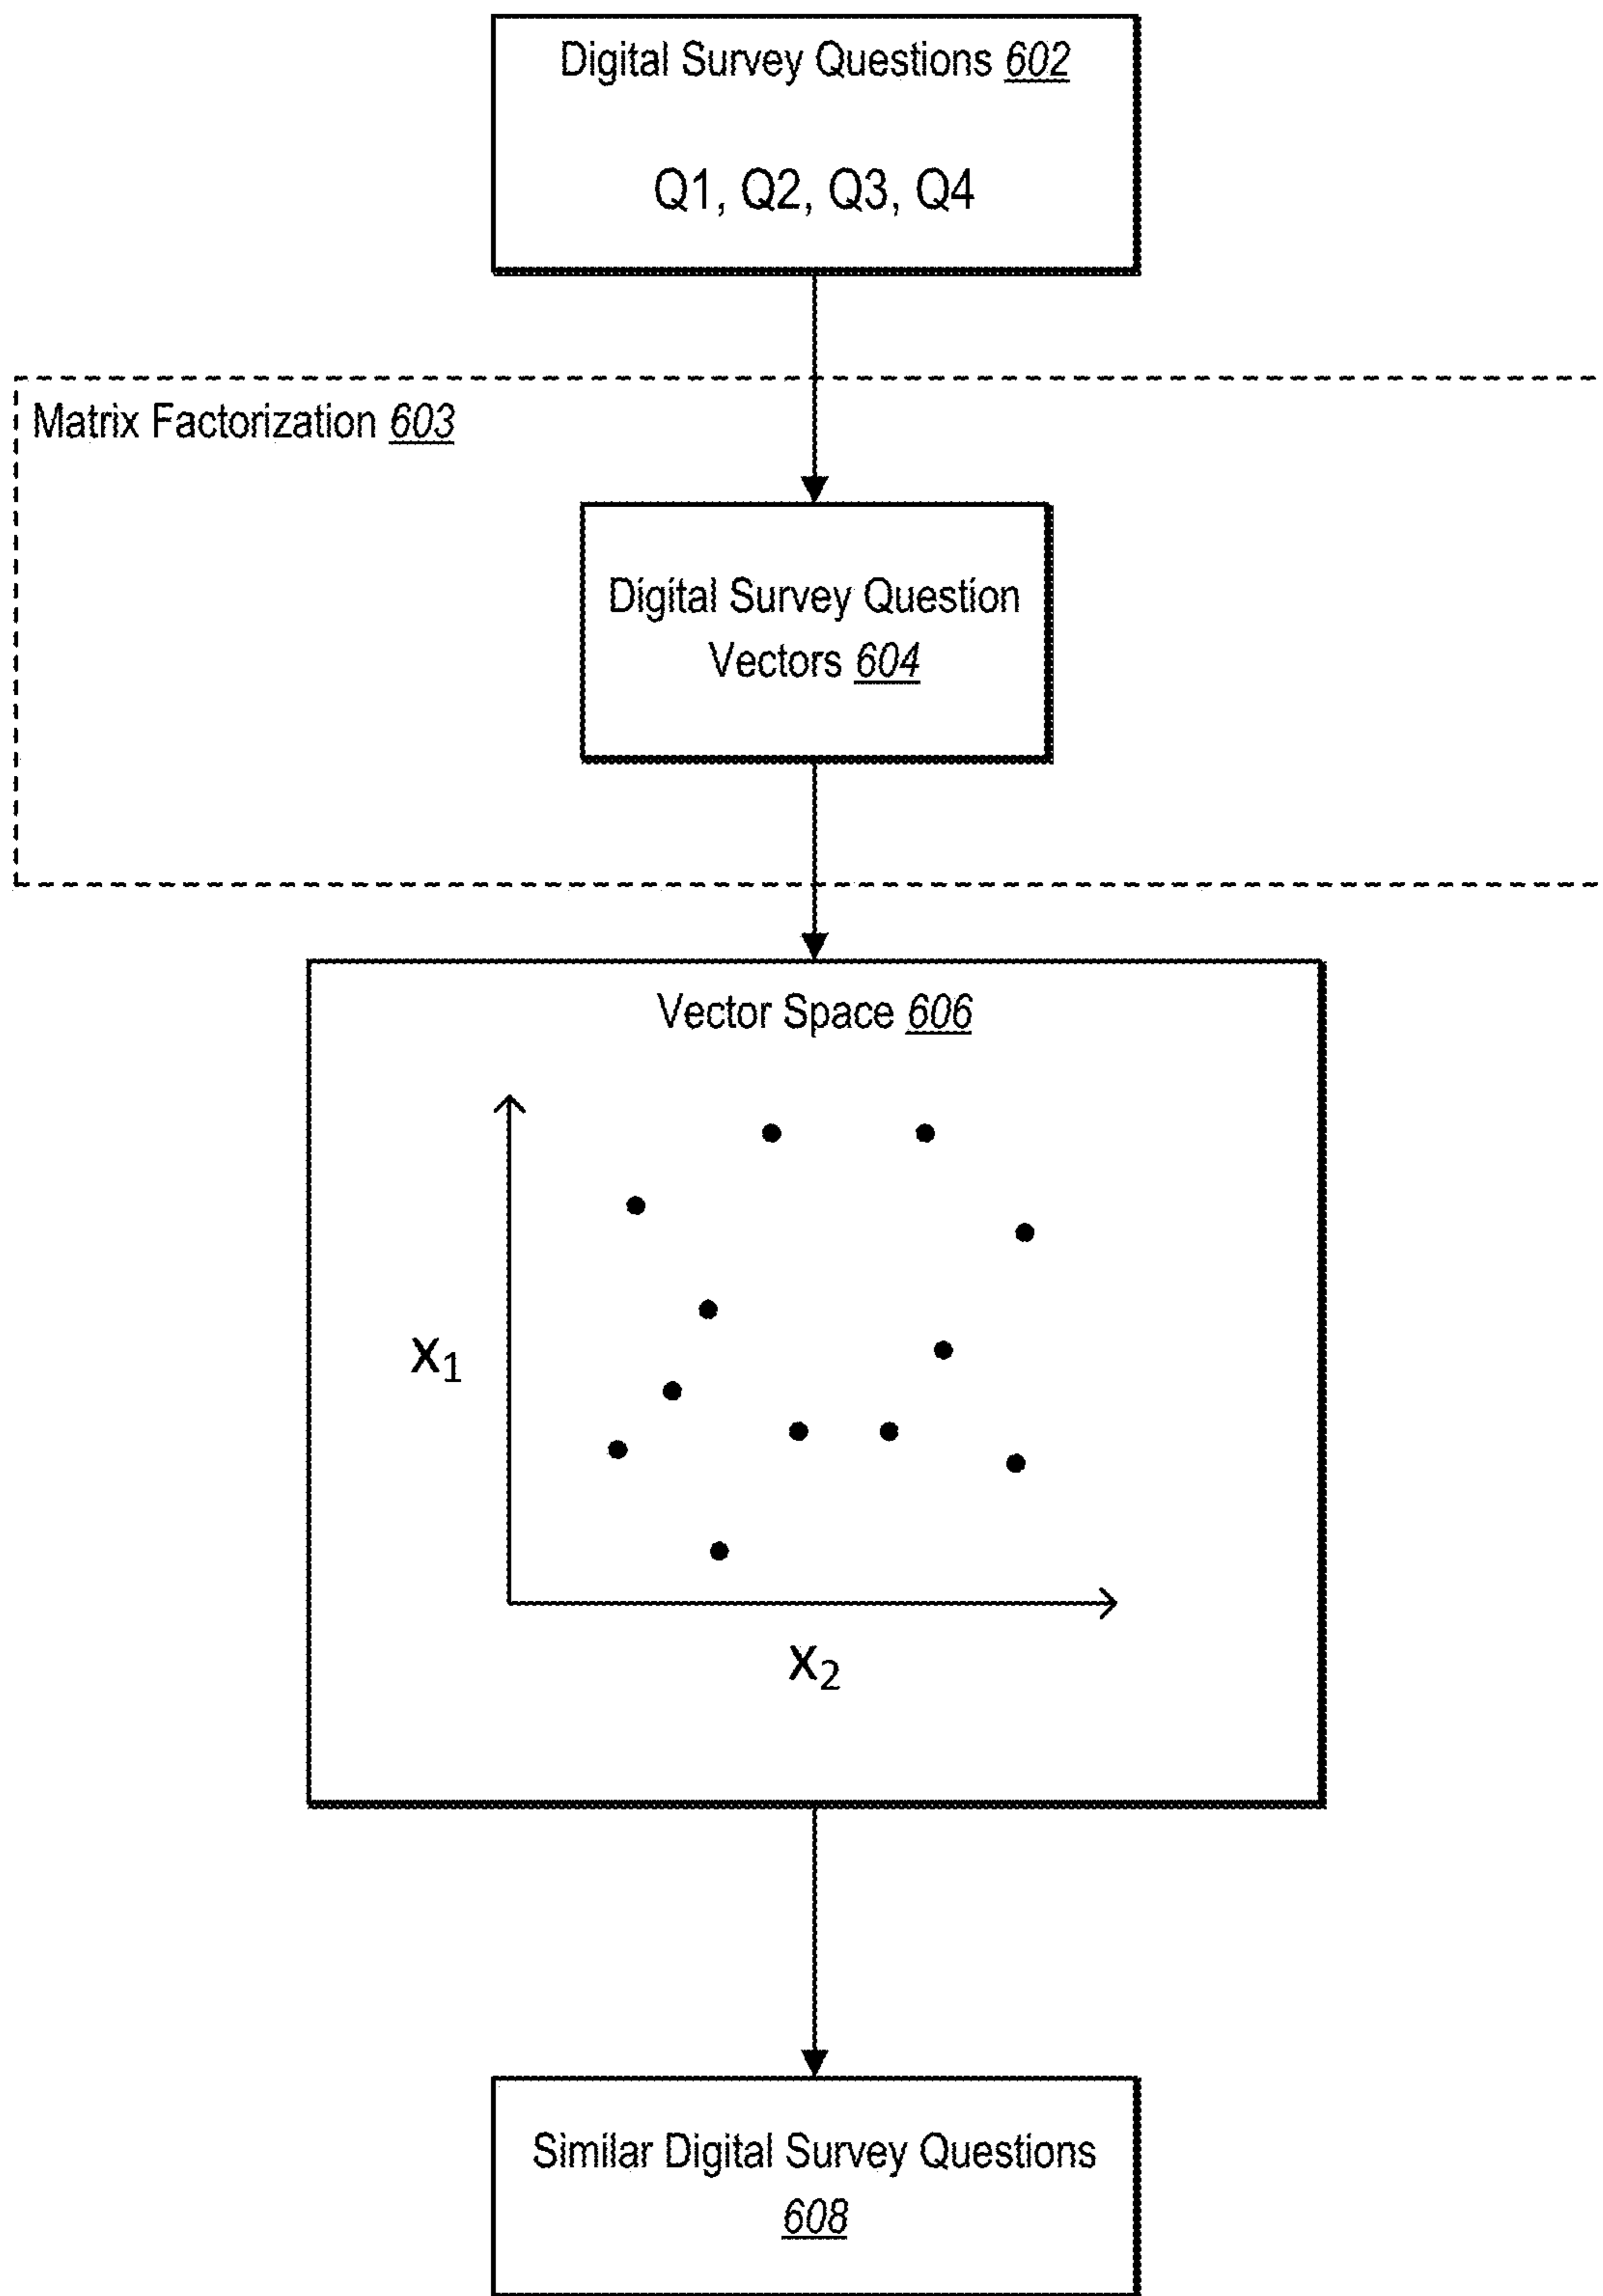 Digital Survey Questions 602
Q1, Q2, Q3, Q4
Matrix Factorization 603
Digital Survey Question
Vectors 604
Vector Space 606
X₁
X₂
Similar Digital Survey Questions
608